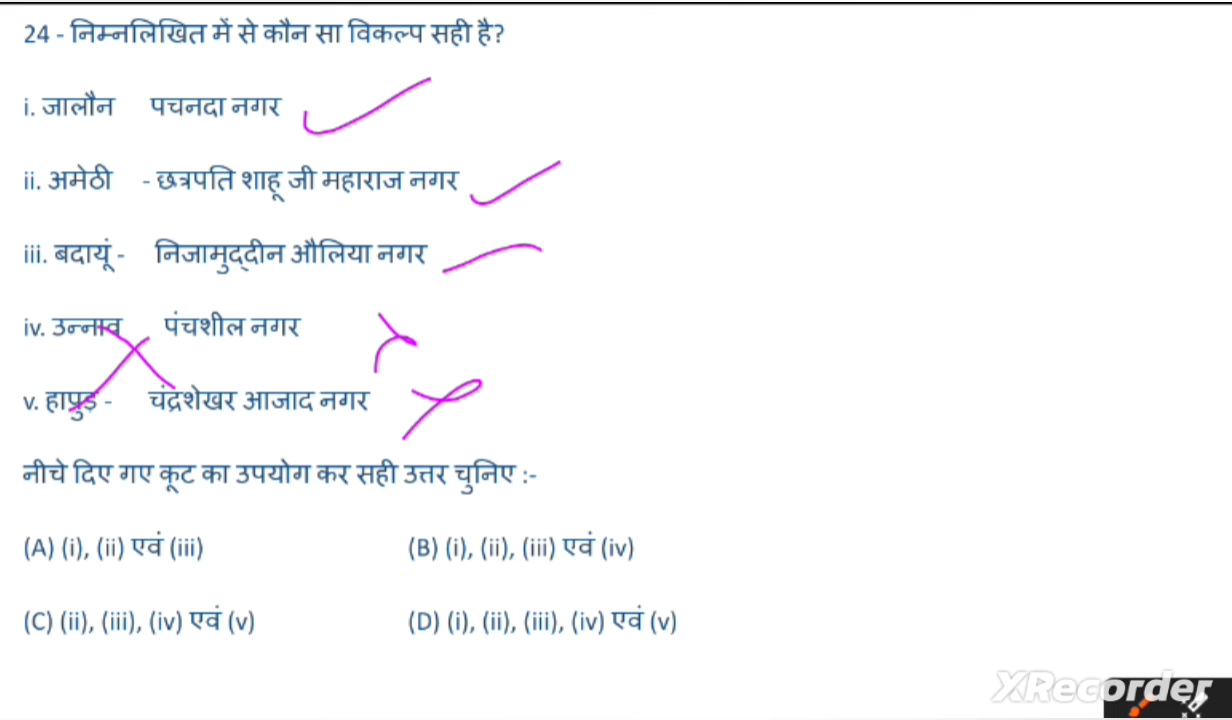 24 - निम्नलिखित में से कौन सा विकल्प सही है?
i. जालौन पचनदा नगर
ii. अमेठी - छत्रपति शाहू जी महाराज नगर
iii. बदायूं - निजामुद्दीन औलिया नगर
iv. उन्नाव पंचशील नगर
v. हापुड़ - चंद्रशेखर आजाद नगर
नीचे दिए गए कूट का उपयोग कर सही उत्तर चुनिए :-
(A) (i), (ii) एवं (iii) (B) (i), (ii), (iii) एवं (iv)
(C) (ii), (iii), (iv) एवं (v) (D) (i), (ii), (iii), (iv) एवं (v)
XRecorder